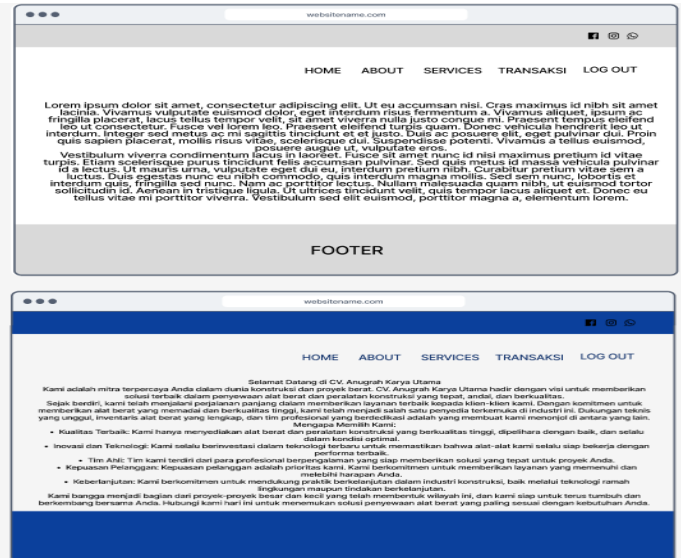 websitename.com
HOME ABOUT SERVICES TRANSAKSI LOG OUT
Lorem ipsum dolor sit amet, consectetur adipiscing elit. Ut eu accumsan nisi. Cras maximus id nibh sit amet
lacinia. Vivamus vulputate euismod dolor, eget interdum risus fermentum a. Vivamus aliquet, ipsum ac
fringilla placerat, lacus tellus tempor velit, sit amet viverra nulla justo congue mi. Praesent tempus eleifend
leo ut consectetur. Fusce vel lorem leo. Praesent eleifend turpis quam. Donec vehicula hendrerit leo ut
interdum. Integer sed metus ac mi sagittis tincidunt et et justo. Duis ac posuere elit, eget pulvinar dui. Proin
quis sapien placerat, mollis risus vitae, scelerisque dui. Suspendisse potenti. Vivamus a tellus euismod,
posuere augue ut, vulputate eros.
Vestibulum viverra condimentum lacus in laoreet. Fusce sit amet nunc id nisi maximus pretium id vitae
turpis. Etiam scelerisque purus tincidunt felis accumsan pulvinar. Sed quis metus id massa vehicula pulvinar
id a lectus. Ut mauris urna, vulputate eget dui eu, interdum pretium nibh. Curabitur pretium vitae sem a
luctus. Duis egestas nunc eu nibh commodo, quis interdum magna mollis. Sed sem nunc, lobortis et
interdum quis, fringilla sed nunc. Nam ac porttitor lectus. Nullam malesuada quam nibh, ut euismod tortor
sollicitudin id. Aenean in tristique ligula. Ut ultrices tincidunt velit, quis tempor lacus aliquet et. Donec eu
tellus vitae mi porttitor viverra. Vestibulum sed elit euismod, porttitor magna a, elementum lorem.
FOOTER
websitename.com
HOME ABOUT SERVICES TRANSAKSI LOG OUT
Selamat Datang di CV. Anugrah Karya Utama
Kami adalah mitra terpercaya Anda dalam dunia konstruksi dan proyek berat. CV. Anugrah Karya Utama hadir dengan visi untuk memberikan
solusi terbaik dalam penyewaan alat berat dan peralatan konstruksi yang tepat, andal, dan berkualitas.
Sejak berdiri, kami telah menjalani perjalanan panjang dalam memberikan layanan terbaik kepada klien-klien kami. Dengan komitmen untuk
memberikan alat berat yang memadai dan berkualitas tinggi, kami telah menjadi salah satu penyedia terkemuka di industri ini. Dukungan teknis
yang unggul, inventaris alat berat yang lengkap, dan tim profesional yang berdedikasi adalah yang membuat kami menonjol di antara yang lain.
Mengapa Memilih Kami:
• Kualitas Terbaik: Kami hanya menyediakan alat berat dan peralatan konstruksi yang berkualitas tinggi, dipelihara dengan baik, dan selalu
dalam kondisi optimal.
• Inovasi dan Teknologi: Kami selalu berinvestasi dalam teknologi terbaru untuk memastikan bahwa alat-alat kami selalu siap bekerja dengan
performa terbaik.
• Tim Ahli: Tim kami terdiri dari para profesional berpengalaman yang siap memberikan solusi yang tepat untuk proyek Anda.
• Kepuasan Pelanggan: Kepuasan pelanggan adalah prioritas kami. Kami berkomitmen untuk memberikan layanan yang memenuhi dan
melebihi harapan Anda.
• Keberlanjutan: Kami berkomitmen untuk mendukung praktik berkelanjutan dalam industri konstruksi, baik melalui teknologi ramah
lingkungan maupun tindakan berkelanjutan.
Kami bangga menjadi bagian dari proyek-proyek besar dan kecil yang telah membentuk wilayah ini, dan kami siap untuk terus tumbuh dan
berkembang bersama Anda. Hubungi kami hari ini untuk menemukan solusi penyewaan alat berat yang paling sesuai dengan kebutuhan Anda.